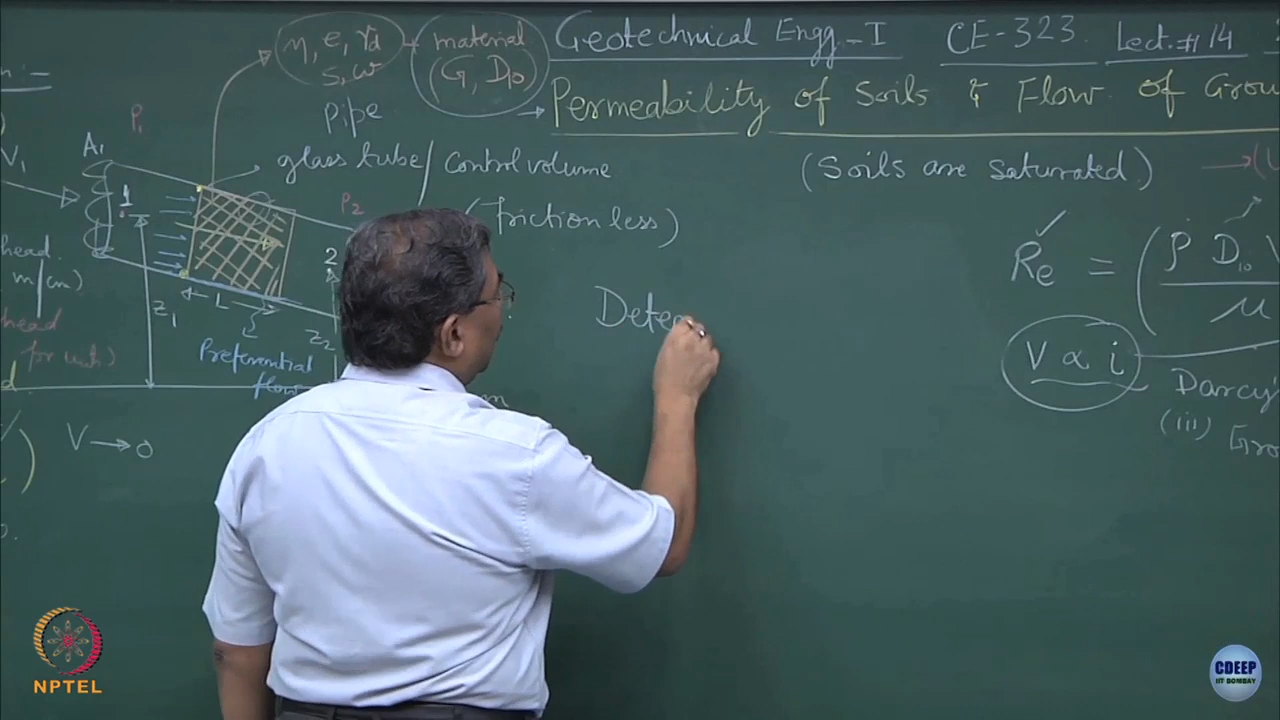 η, e, γd
S, ω
material
(G, D10)
Geotechnical Engg - I
CE-323
Lect. # 14
Permeability of Soils & Flow of Grou
pipe
glass tube / control volume
(frictionless)
(Soils are saturated.)
P1
A1
V1
1
P2
2
L
Z1
Z2
Preferential
flow
head
m/cm)
head
V → 0
Deter
Re = ( ρ D10 V
μ
V ∝ i
Darcy's
(iii)
Gro
NPTEL
CDEEP
IIT BOMBAY